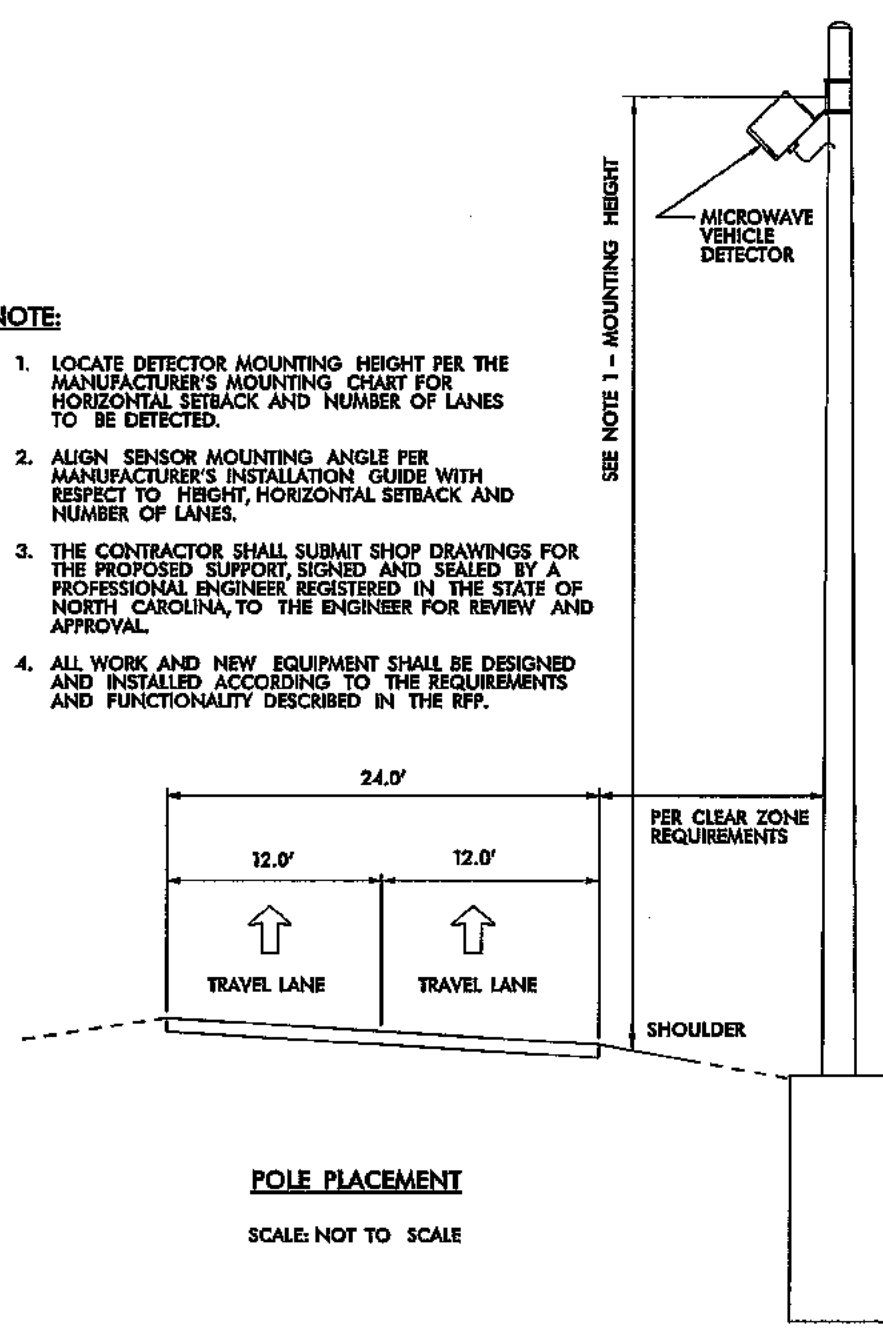 MICROWAVE
VEHICLE
DETECTOR
SEE NOTE 1 - MOUNTING HEIGHT
NOTE:
1. LOCATE DETECTOR MOUNTING HEIGHT PER THE
MANUFACTURER'S MOUNTING CHART FOR
HORIZONTAL SETBACK AND NUMBER OF LANES
TO BE DETECTED.
2. ALIGN SENSOR MOUNTING ANGLE PER
MANUFACTURER'S INSTALLATION GUIDE WITH
RESPECT TO HEIGHT, HORIZONTAL SETBACK AND
NUMBER OF LANES.
3. THE CONTRACTOR SHALL SUBMIT SHOP DRAWINGS FOR
THE PROPOSED SUPPORT, SIGNED AND SEALED BY A
PROFESSIONAL ENGINEER REGISTERED IN THE STATE OF
NORTH CAROLINA, TO THE ENGINEER FOR REVIEW AND
APPROVAL.
4. ALL WORK AND NEW EQUIPMENT SHALL BE DESIGNED
AND INSTALLED ACCORDING TO THE REQUIREMENTS
AND FUNCTIONALITY DESCRIBED IN THE RFP.
24.0'
PER CLEAR ZONE
REQUIREMENTS
12.0' 12.0'
TRAVEL LANE TRAVEL LANE
SHOULDER
POLE PLACEMENT
SCALE: NOT TO SCALE